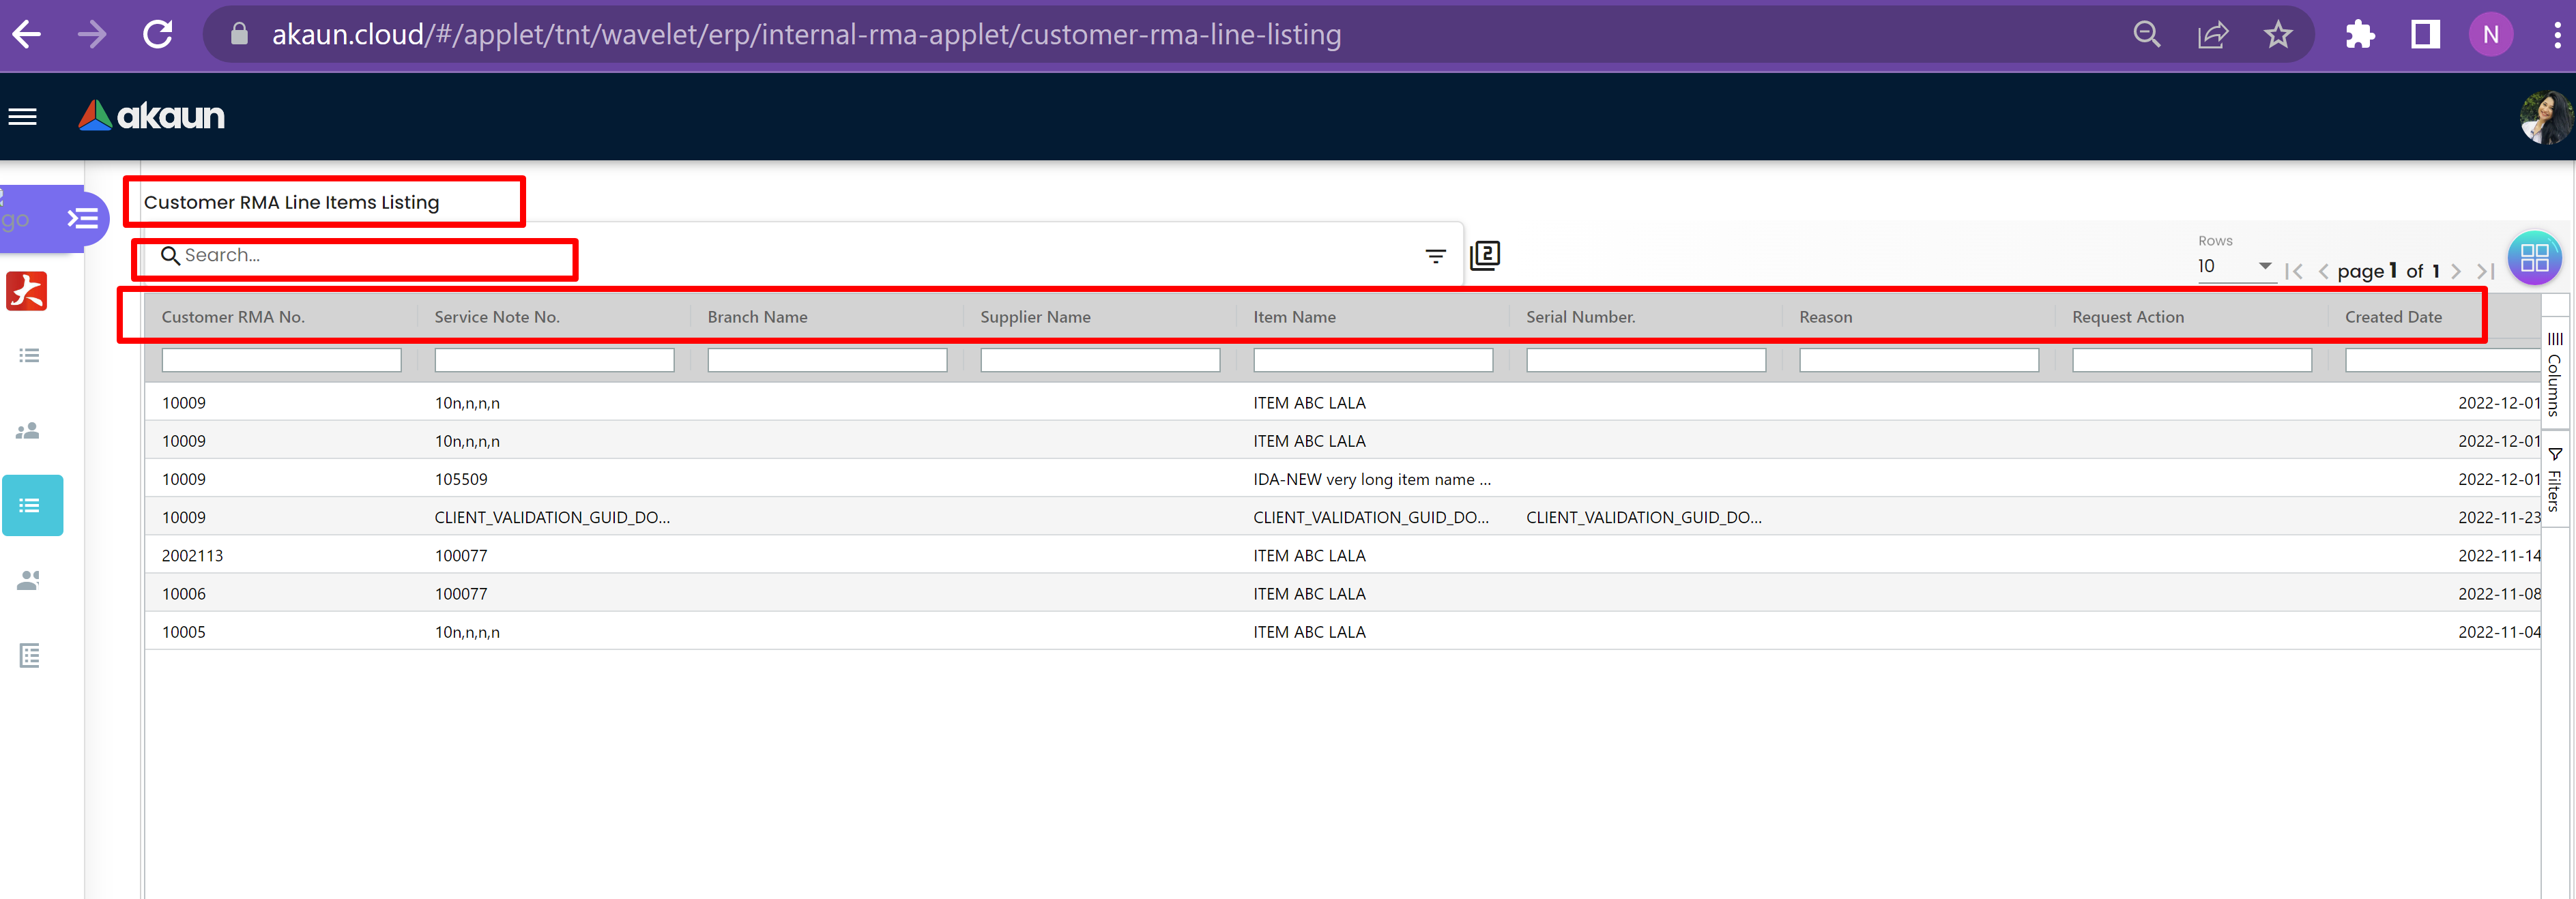 akaun.cloud/#/applet/tnt/wavelet/erp/internal-rma-applet/customer-rma-line-listing
N
akaun
go
Customer RMA Line Items Listing
Search...
2
Rows
10
page 1 of 1
Customer RMA No. Service Note No. Branch Name Supplier Name Item Name Serial Number. Reason Request Action Created Date
10009 10n,n,n,n ITEM ABC LALA 2022-12-01
10009 10n,n,n,n ITEM ABC LALA 2022-12-01
10009 105509 IDA-NEW very long item name ... 2022-12-01
10009 CLIENT_VALIDATION_GUID_DO... CLIENT_VALIDATION_GUID_DO... CLIENT_VALIDATION_GUID_DO... 2022-11-23
2002113 100077 ITEM ABC LALA 2022-11-14
10006 100077 ITEM ABC LALA 2022-11-08
10005 10n,n,n,n ITEM ABC LALA 2022-11-04
Columns
Filters